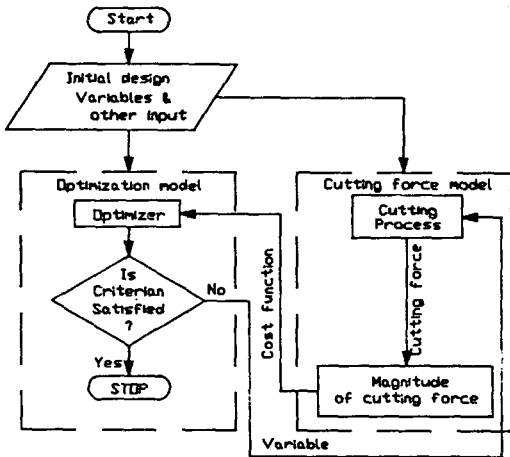 Start
Initial design
Variables &
other input
Optimization model
Optimizer
Is
Criterian
Satisfied
?
No
Yes
STOP
Cost function
Cutting force model
Cutting
Process
Cutting force
Magnitude
of cutting force
Variable